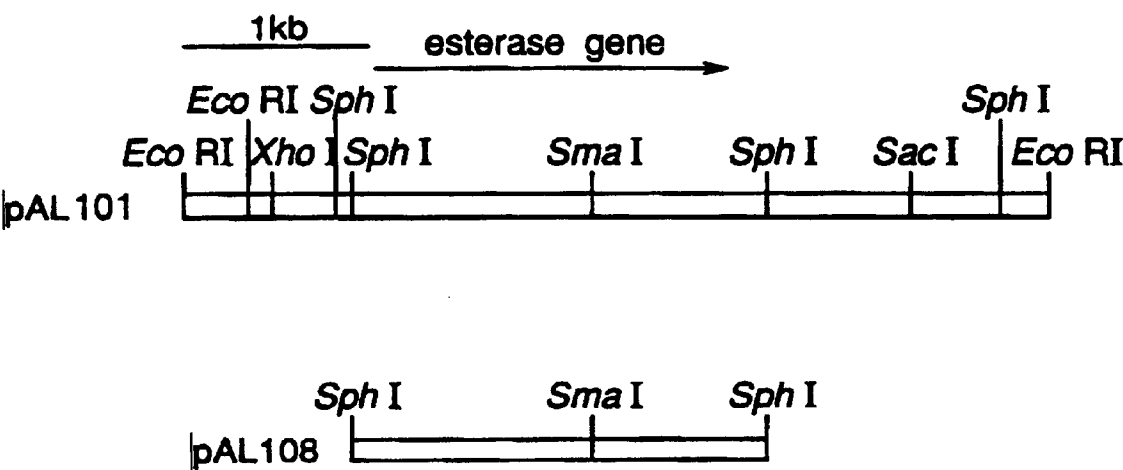 1kb
esterase gene
Eco RI Sph I Sph I
Eco RI Xho I Sph I Sma I Sph I Sac I Eco RI
pAL101
Sph I Sma I Sph I
pAL108